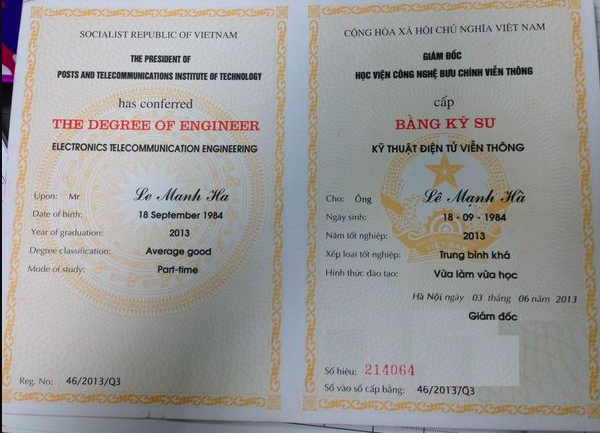 SOCIALIST REPUBLIC OF VIETNAM
THE PRESIDENT OF
POSTS AND TELECOMMUNICATIONS INSTITUTE OF TECHNOLOGY
has conferred
THE DEGREE OF ENGINEER
ELECTRONICS TELECOMMUNICATION ENGINEERING
Upon: Mr Le Manh Ha
Date of birth: 18 September 1984
Year of graduation: 2013
Degree classification: Average good
Mode of study: Part-time
Reg. No: 46/2013/Q3
CỘNG HÒA XÃ HỘI CHỦ NGHĨA VIỆT NAM
GIÁM ĐỐC
HỌC VIỆN CÔNG NGHỆ BƯU CHÍNH VIỄN THÔNG
cấp
BẰNG KỸ SƯ
KỸ THUẬT ĐIỆN TỬ VIỄN THÔNG
VIỆT NAM
Cho: Ông Lê Mạnh Hà
Ngày sinh: 18 - 09 - 1984
Năm tốt nghiệp: 2013
Xếp loại tốt nghiệp: Trung bình khá
Hình thức đào tạo: Vừa làm vừa học
Hà Nội ngày 03 tháng 06 năm 2013
Giám đốc
Số hiệu: 214064
Số vào sổ cấp bằng: 46/2013/Q3